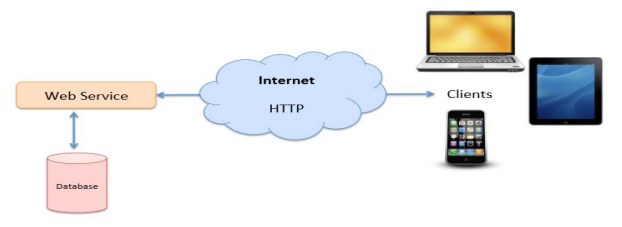 Internet
HTTP
Web Service
Clients
Database